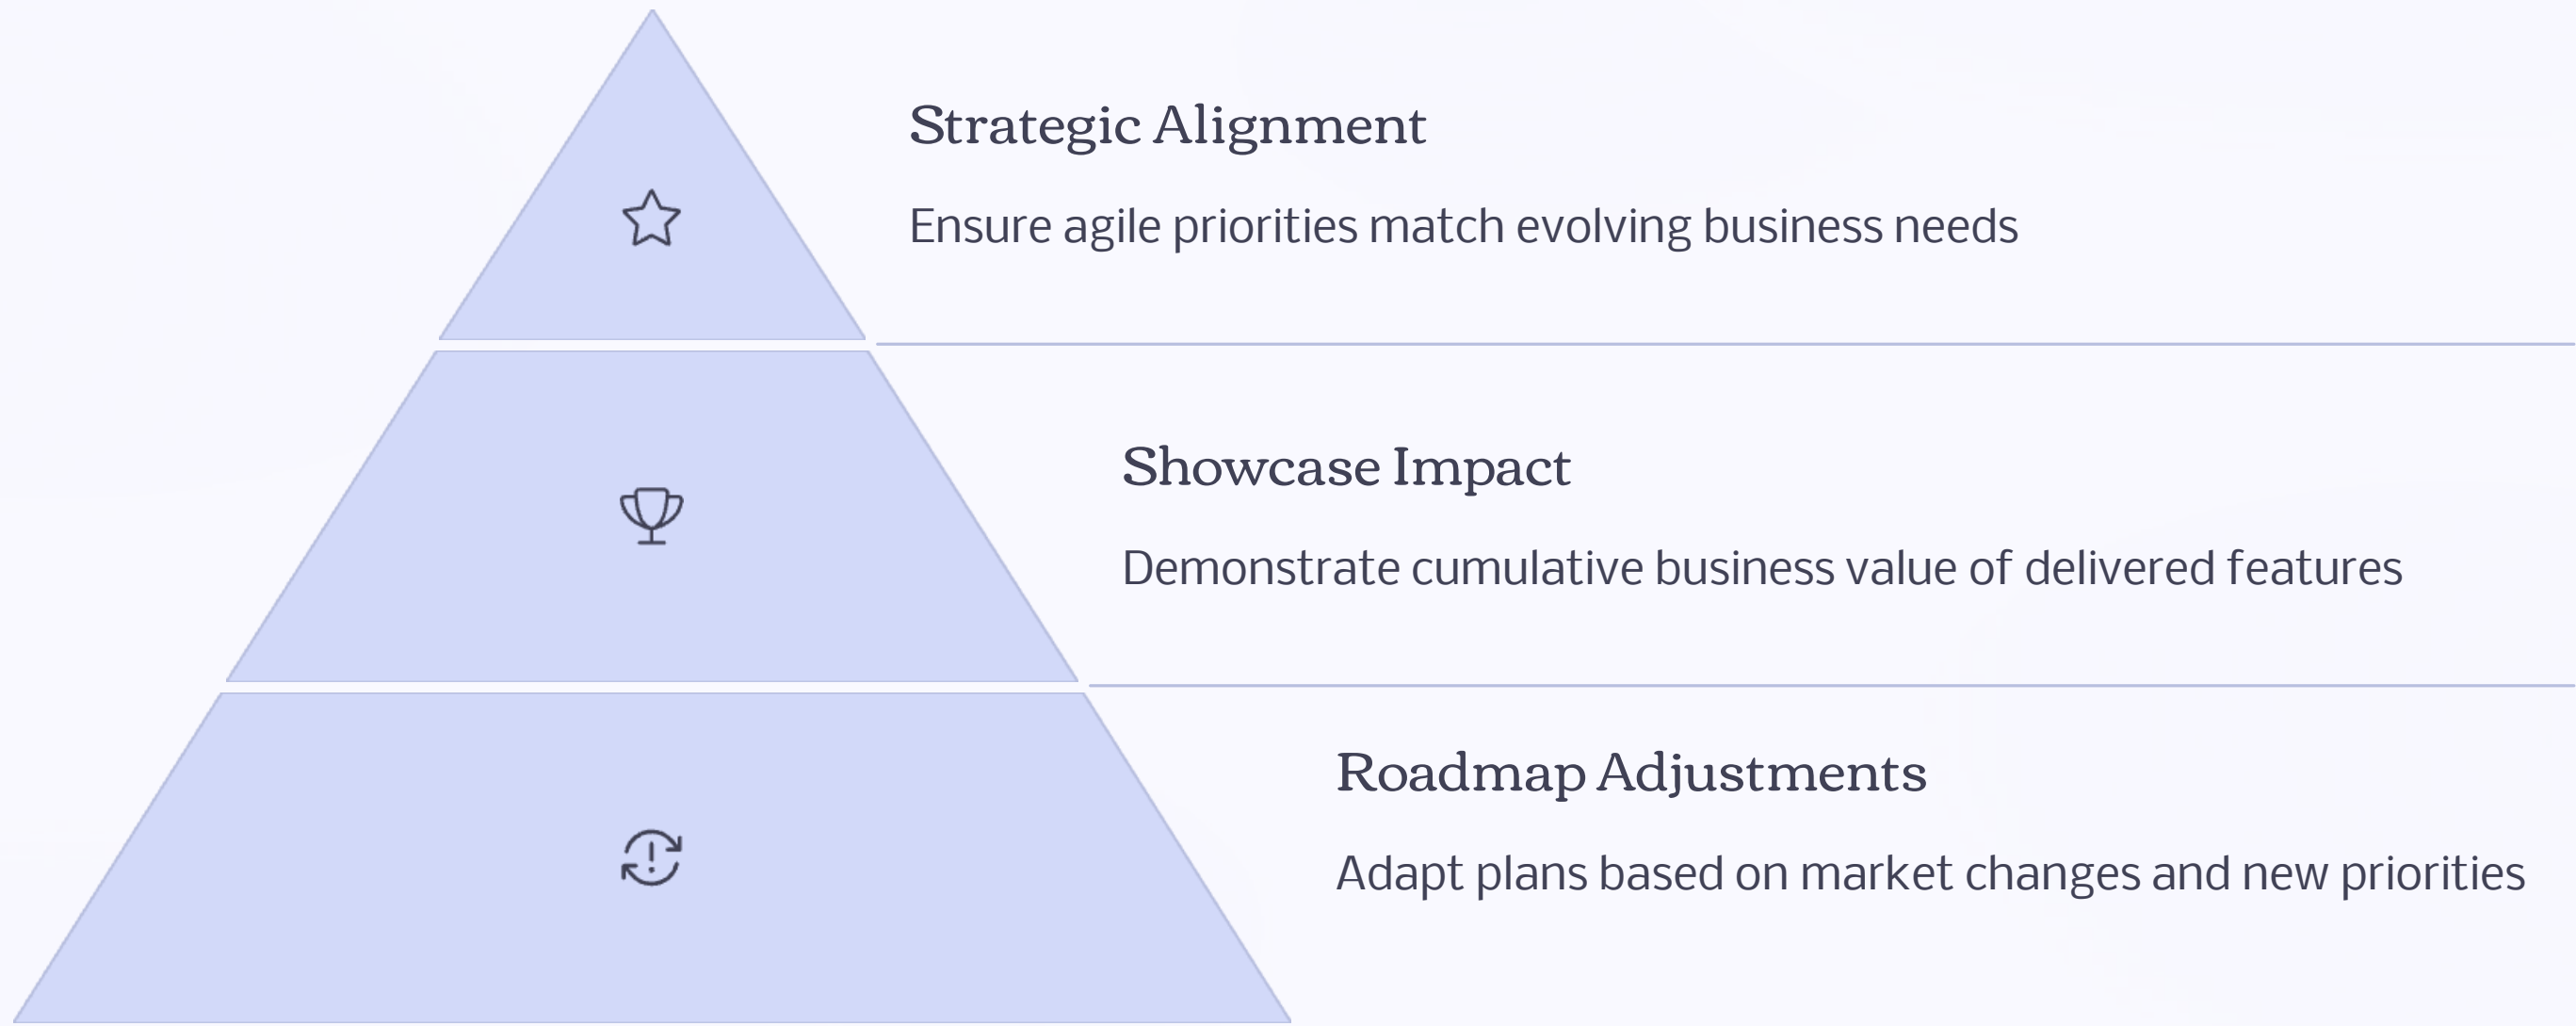 Strategic Alignment
Ensure agile priorities match evolving business needs
Showcase Impact
Demonstrate cumulative business value of delivered features
Roadmap Adjustments
Adapt plans based on market changes and new priorities